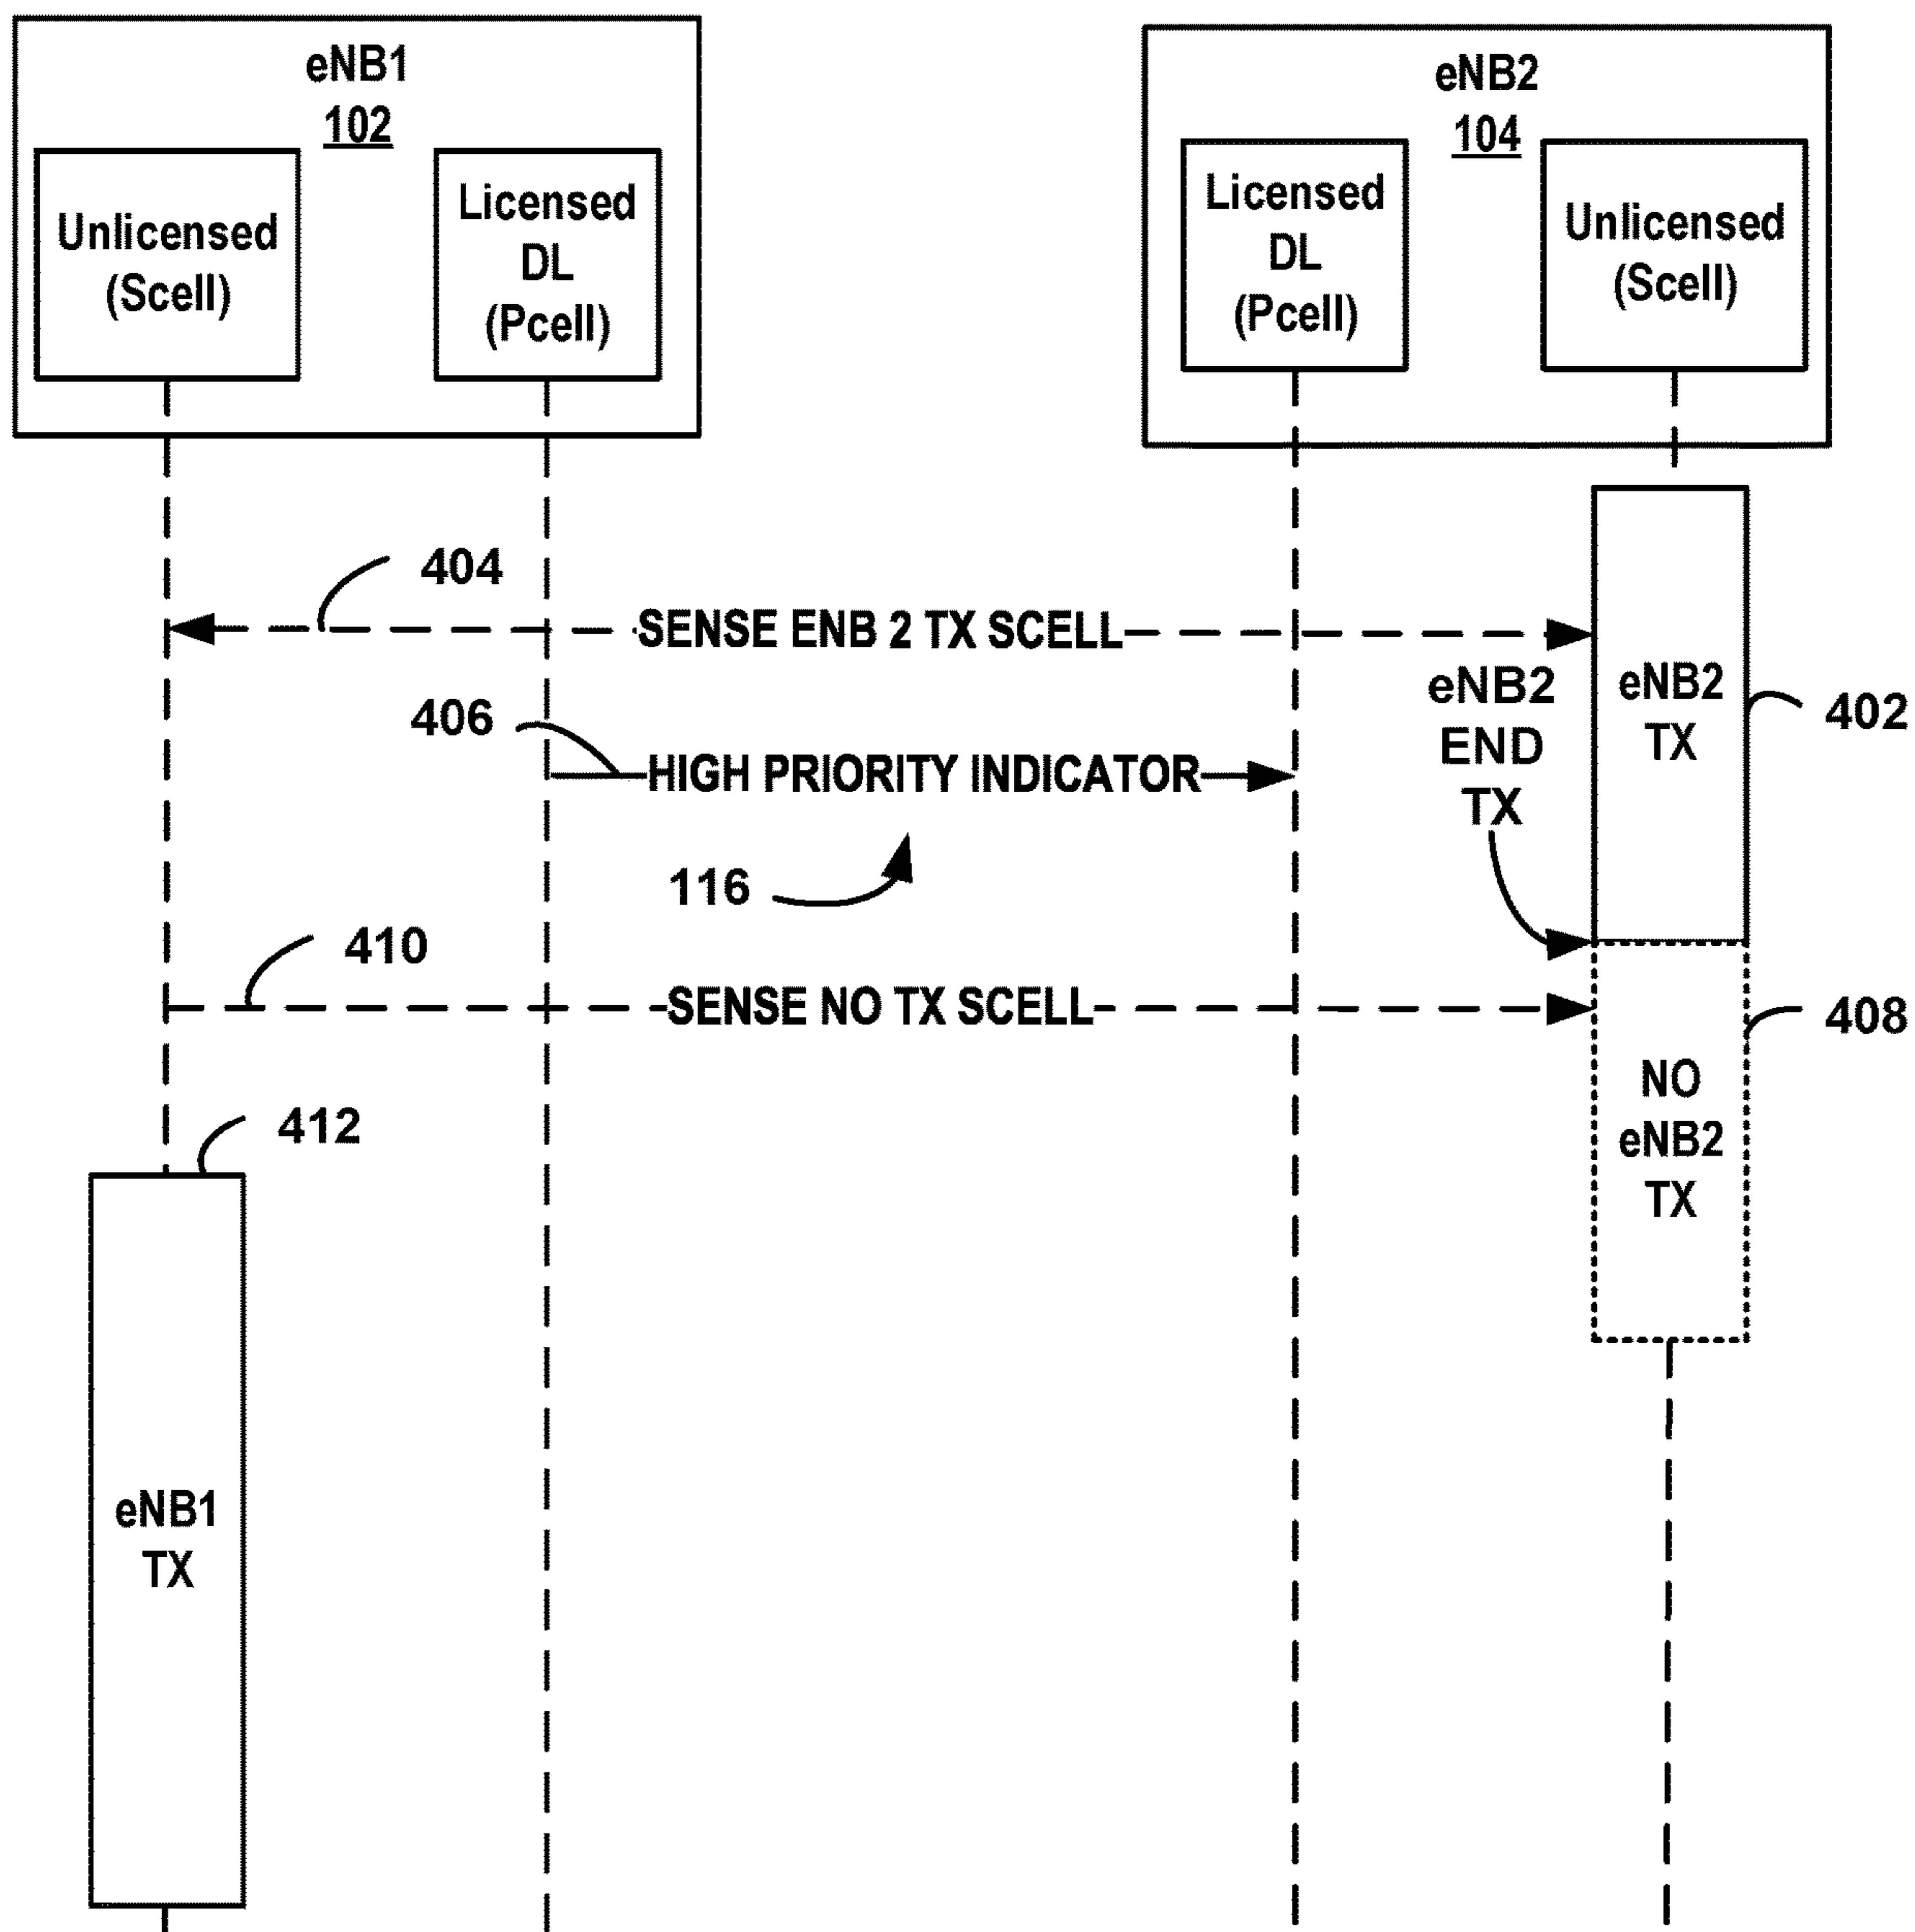 eNB1
102
Unlicensed
(Scell)
Licensed
DL
(Pcell)
eNB2
104
Licensed
DL
(Pcell)
Unlicensed
(Scell)
404
SENSE ENB 2 TX SCELL
406
HIGH PRIORITY INDICATOR
116
eNB2
END
TX
eNB2
TX
402
410
SENSE NO TX SCELL
408
NO
eNB2
TX
412
eNB1
TX